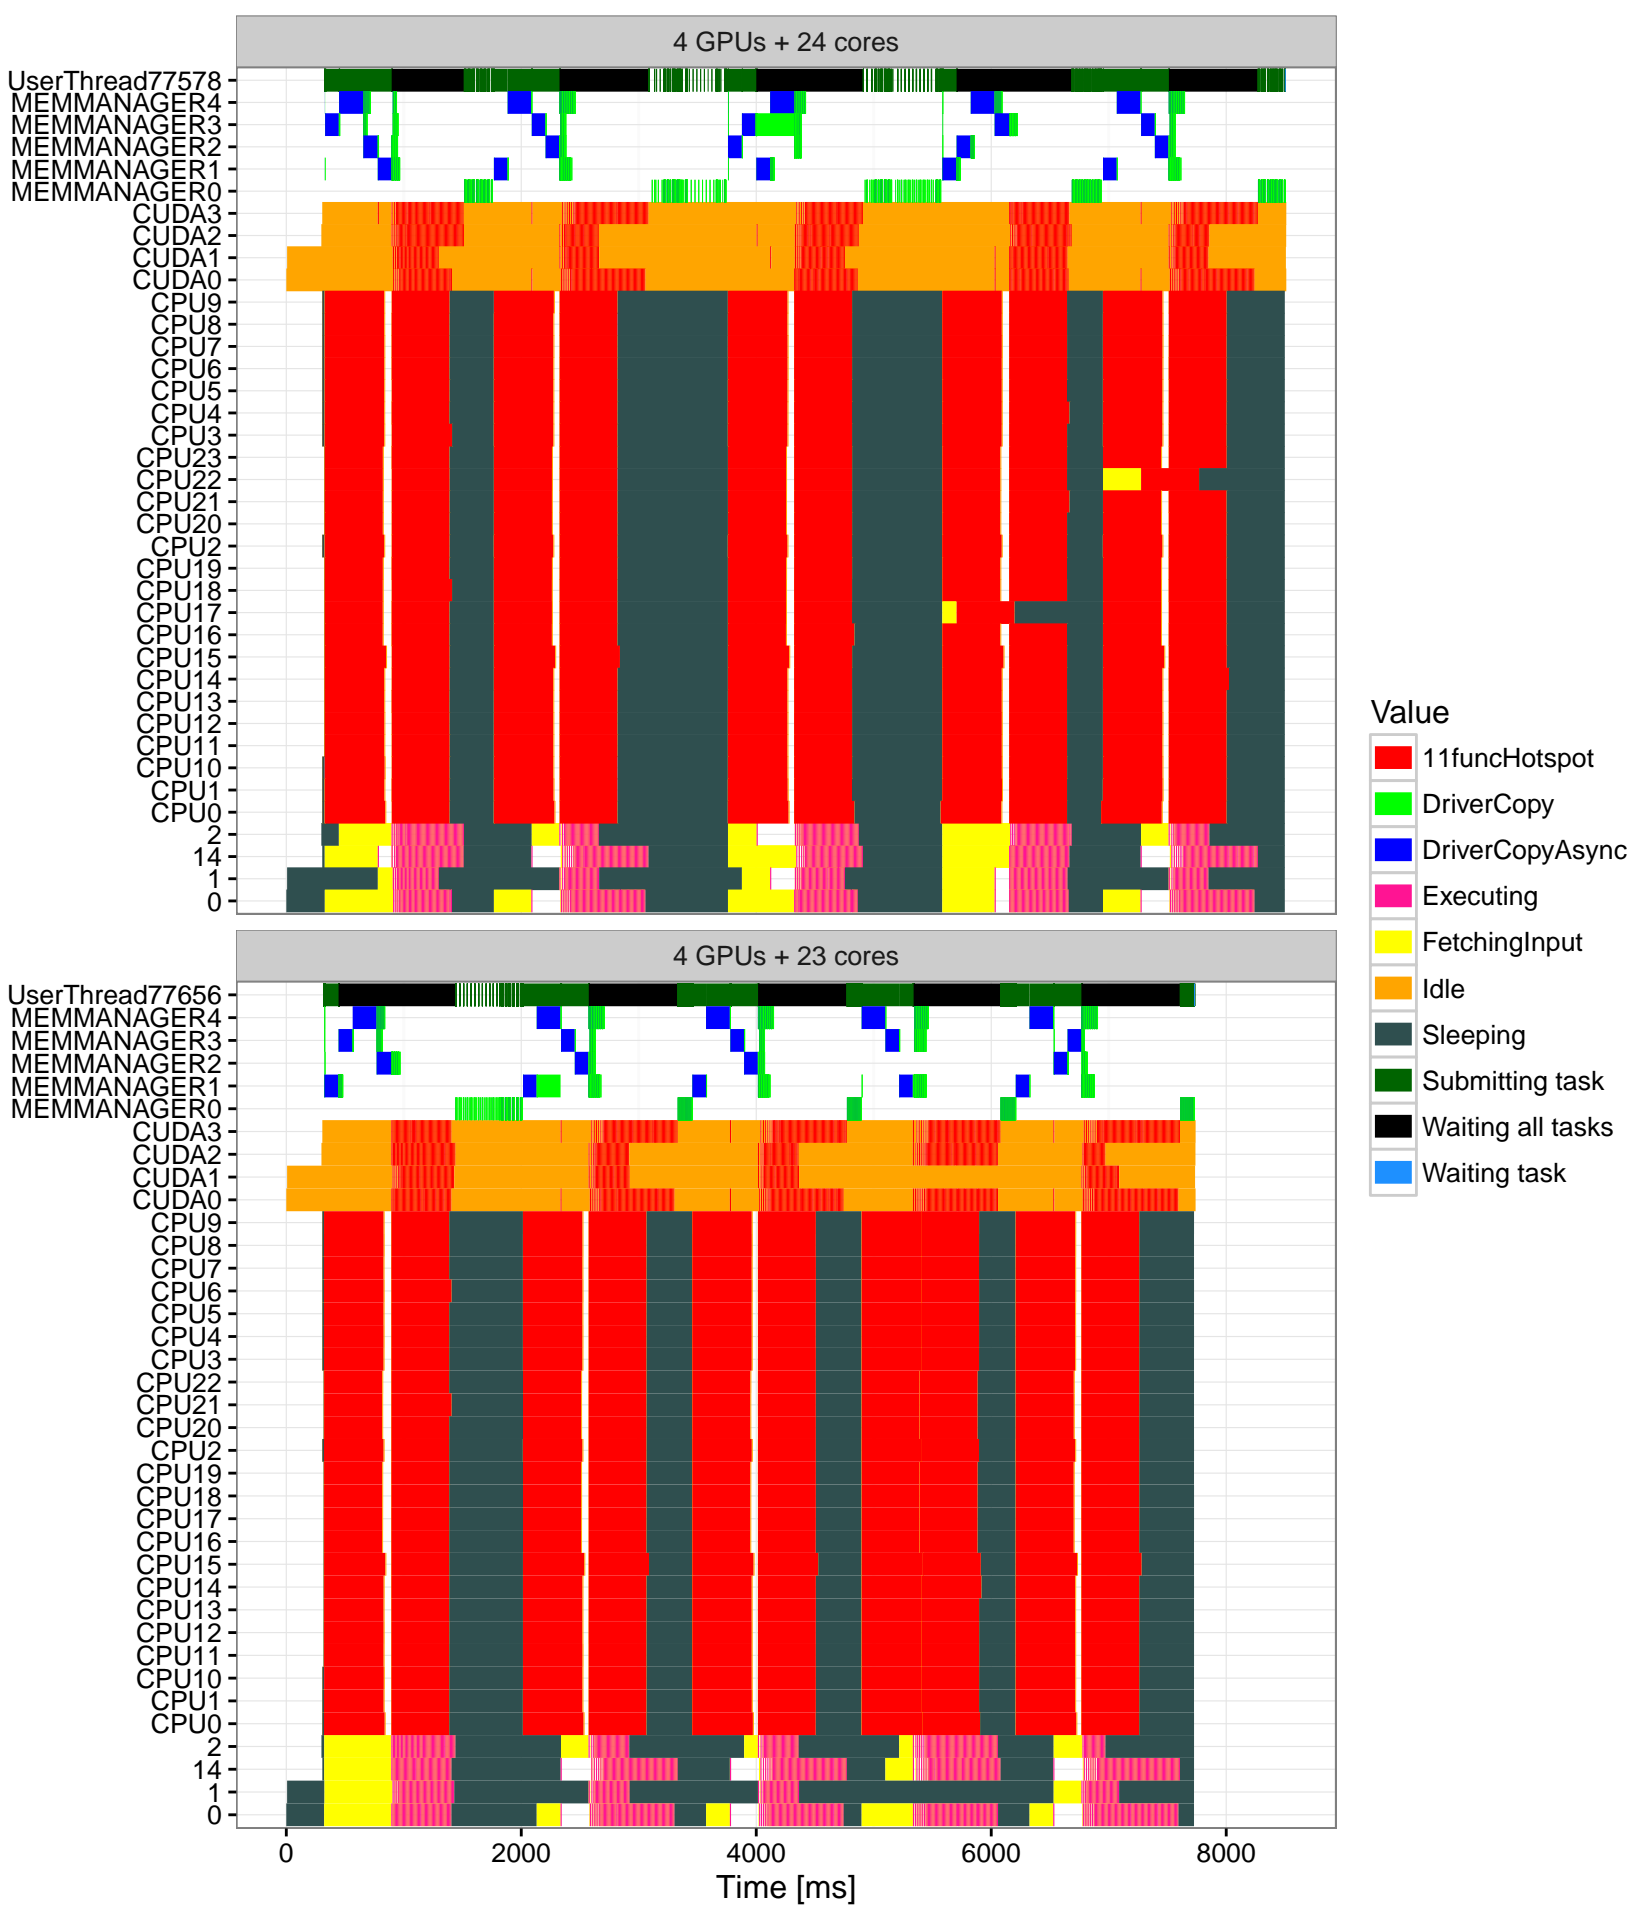 4 GPUs + 24 cores
UserThread77578
MEMMANAGER4
MEMMANAGER3
MEMMANAGER2
MEMMANAGER1
MEMMANAGER0
CUDA3
CUDA2
CUDA1
CUDA0
CPU9
CPU8
CPU7
CPU6
CPU5
CPU4
CPU3
CPU23
CPU22
CPU21
CPU20
CPU2
CPU19
CPU18
CPU17
CPU16
CPU15
CPU14
CPU13
CPU12
CPU11
CPU10
CPU1
CPU0
2
14
1
0
4 GPUs + 23 cores
UserThread77656
MEMMANAGER4
MEMMANAGER3
MEMMANAGER2
MEMMANAGER1
MEMMANAGER0
CUDA3
CUDA2
CUDA1
CUDA0
CPU9
CPU8
CPU7
CPU6
CPU5
CPU4
CPU3
CPU22
CPU21
CPU20
CPU2
CPU19
CPU18
CPU17
CPU16
CPU15
CPU14
CPU13
CPU12
CPU11
CPU10
CPU1
CPU0
2
14
1
0
0 2000 4000 6000 8000
Time [ms]
Value
11funcHotspot
DriverCopy
DriverCopyAsync
Executing
FetchingInput
Idle
Sleeping
Submitting task
Waiting all tasks
Waiting task